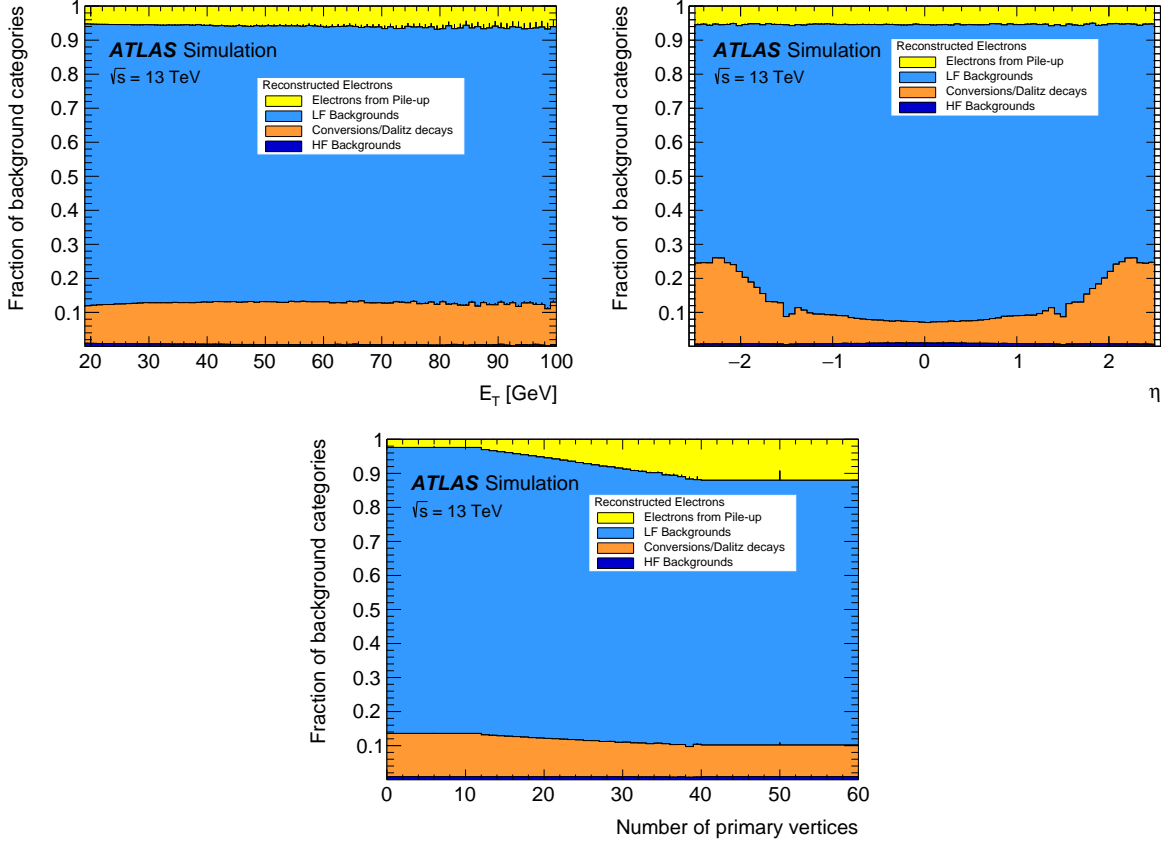 1
0.9
0.8
0.7
0.6
0.5
0.4
0.3
0.2
0.1
Fraction of background categories
ATLAS Simulation
√s = 13 TeV
Reconstructed Electrons
Electrons from Pile-up
LF Backgrounds
Conversions/Dalitz decays
HF Backgrounds
20 30 40 50 60 70 80 90 100
E_T [GeV]
1
0.9
0.8
0.7
0.6
0.5
0.4
0.3
0.2
0.1
Fraction of background categories
ATLAS Simulation
√s = 13 TeV
Reconstructed Electrons
Electrons from Pile-up
LF Backgrounds
Conversions/Dalitz decays
HF Backgrounds
−2 −1 0 1 2
η
1
0.9
0.8
0.7
0.6
0.5
0.4
0.3
0.2
0.1
Fraction of background categories
ATLAS Simulation
√s = 13 TeV
Reconstructed Electrons
Electrons from Pile-up
LF Backgrounds
Conversions/Dalitz decays
HF Backgrounds
0 10 20 30 40 50 60
Number of primary vertices